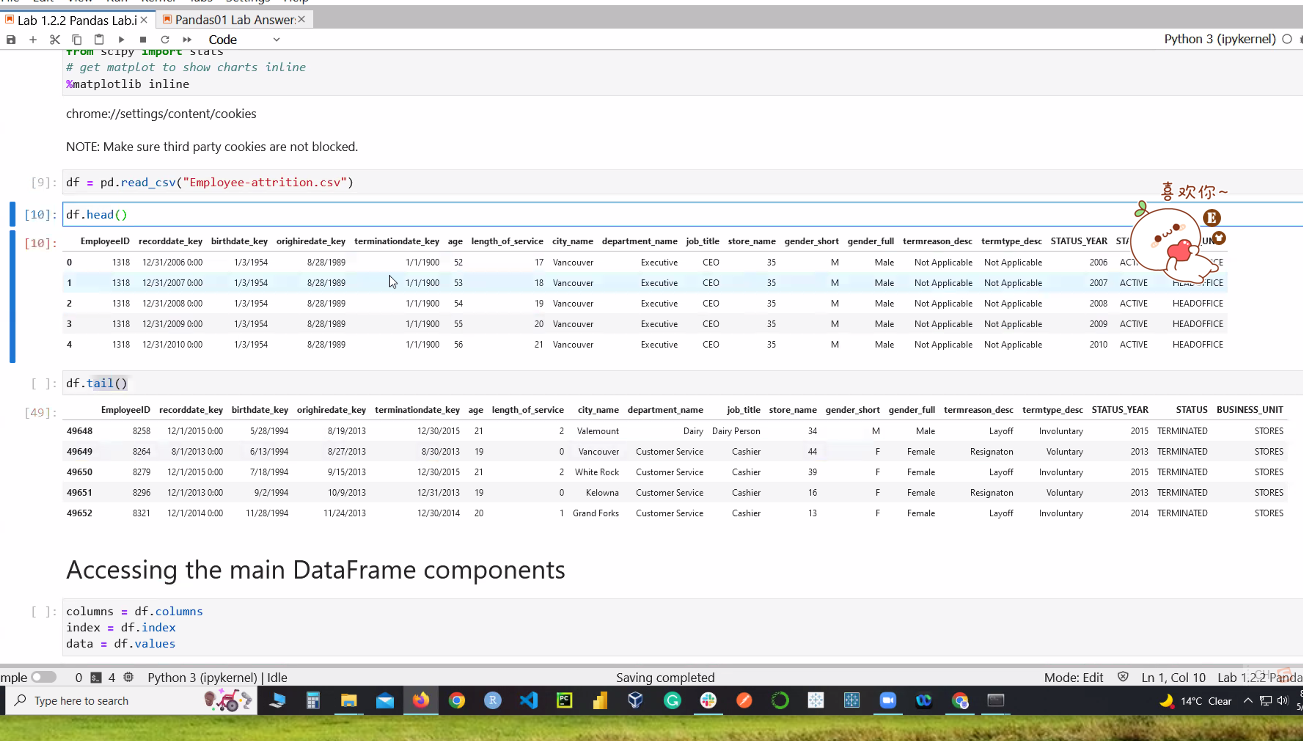 Lab 1.2.2 Pandas Lab.i × Pandas01 Lab Answer: ×
Code
Python 3 (ipykernel)
from scipy import stats
# get matplot to show charts inline
%matplotlib inline
chrome://settings/content/cookies
NOTE: Make sure third party cookies are not blocked.
[9]: df = pd.read_csv("Employee-attrition.csv")
喜欢你~
[10]: df.head()
E
[10]: EmployeeID recorddate_key birthdate_key orighiredate_key terminationdate_key age length_of_service city_name department_name job_title store_name gender_short gender_full termreason_desc termtype_desc STATUS_YEAR
0 1318 12/31/2006 0:00 1/3/1954 8/28/1989 1/1/1900 52 17 Vancouver Executive CEO 35 M Male Not Applicable Not Applicable 2006
1 1318 12/31/2007 0:00 1/3/1954 8/28/1989 1/1/1900 53 18 Vancouver Executive CEO 35 M Male Not Applicable Not Applicable 2007 ACTIVE HEADOFFICE
2 1318 12/31/2008 0:00 1/3/1954 8/28/1989 1/1/1900 54 19 Vancouver Executive CEO 35 M Male Not Applicable Not Applicable 2008 ACTIVE HEADOFFICE
3 1318 12/31/2009 0:00 1/3/1954 8/28/1989 1/1/1900 55 20 Vancouver Executive CEO 35 M Male Not Applicable Not Applicable 2009 ACTIVE HEADOFFICE
4 1318 12/31/2010 0:00 1/3/1954 8/28/1989 1/1/1900 56 21 Vancouver Executive CEO 35 M Male Not Applicable Not Applicable 2010 ACTIVE HEADOFFICE
[ ]: df.tail()
[49]: EmployeeID recorddate_key birthdate_key orighiredate_key terminationdate_key age length_of_service city_name department_name job_title store_name gender_short gender_full termreason_desc termtype_desc STATUS_YEAR STATUS BUSINESS_UNIT
49648 8258 12/1/2015 0:00 5/28/1994 8/19/2013 12/30/2015 21 2 Valemount Dairy Dairy Person 34 M Male Layoff Involuntary 2015 TERMINATED STORES
49649 8264 8/1/2013 0:00 6/13/1994 8/27/2013 8/30/2013 19 0 Vancouver Customer Service Cashier 44 F Female Resignaton Voluntary 2013 TERMINATED STORES
49650 8279 12/1/2015 0:00 7/18/1994 9/15/2013 12/30/2015 21 2 White Rock Customer Service Cashier 39 F Female Layoff Involuntary 2015 TERMINATED STORES
49651 8296 12/1/2013 0:00 9/2/1994 10/9/2013 12/31/2013 19 0 Kelowna Customer Service Cashier 16 F Female Resignaton Voluntary 2013 TERMINATED STORES
49652 8321 12/1/2014 0:00 11/28/1994 11/24/2013 12/30/2014 20 1 Grand Forks Customer Service Cashier 13 F Female Layoff Involuntary 2014 TERMINATED STORES
Accessing the main DataFrame components
[ ]: columns = df.columns
index = df.index
data = df.values
mple 0 4 Python 3 (ipykernel) | Idle Saving completed Mode: Edit Ln 1, Col 10 Lab 1.2.2 Panda
Type here to search 14°C Clear